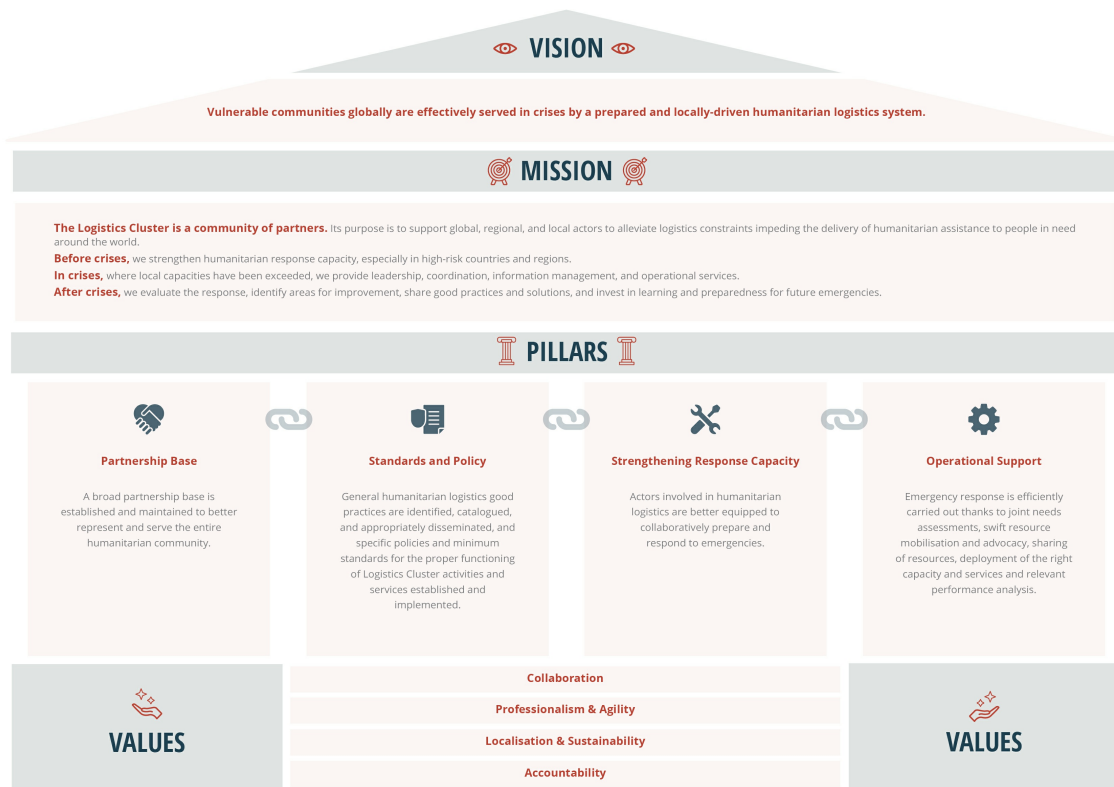 VISION
Vulnerable communities globally are effectively served in crises by a prepared and locally-driven humanitarian logistics system.
MISSION
The Logistics Cluster is a community of partners. Its purpose is to support global, regional, and local actors to alleviate logistics constraints impeding the delivery of humanitarian assistance to people in need
around the world.
Before crises, we strengthen humanitarian response capacity, especially in high-risk countries and regions.
In crises, where local capacities have been exceeded, we provide leadership, coordination, information management, and operational services.
After crises, we evaluate the response, identify areas for improvement, share good practices and solutions, and invest in learning and preparedness for future emergencies.
PILLARS
Partnership Base
A broad partnership base is
established and maintained to better
represent and serve the entire
humanitarian community.
Standards and Policy
General humanitarian logistics good
practices are identified, catalogued,
and appropriately disseminated, and
specific policies and minimum
standards for the proper functioning
of Logistics Cluster activities and
services established and
implemented.
Strengthening Response Capacity
Actors involved in humanitarian
logistics are better equipped to
collaboratively prepare and
respond to emergencies.
Operational Support
Emergency response is efficiently
carried out thanks to joint needs
assessments, swift resource
mobilisation and advocacy, sharing
of resources, deployment of the right
capacity and services and relevant
performance analysis.
VALUES
Collaboration
Professionalism & Agility
Localisation & Sustainability
Accountability
VALUES